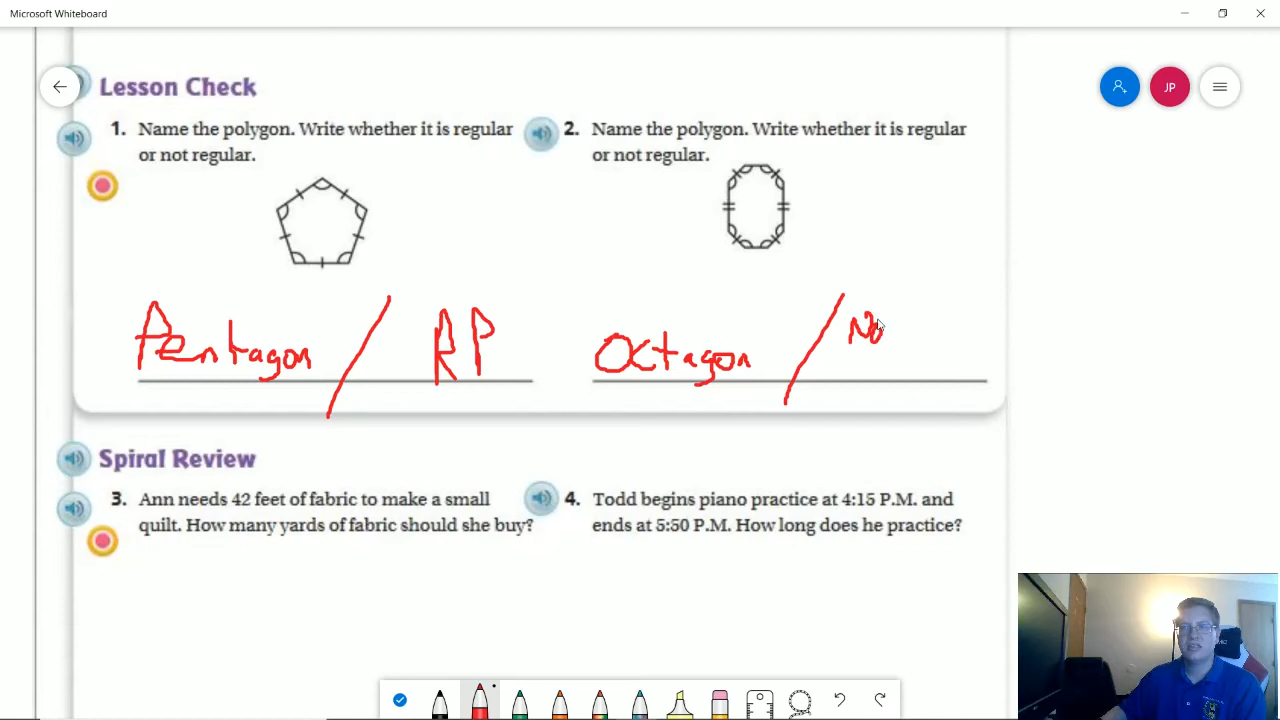 Microsoft Whiteboard
JP
Lesson Check
1. Name the polygon. Write whether it is regular
or not regular.
2. Name the polygon. Write whether it is regular
or not regular.
Pentagon / RP
Octagon / No
Spiral Review
3. Ann needs 42 feet of fabric to make a small
quilt. How many yards of fabric should she buy?
4. Todd begins piano practice at 4:15 P.M. and
ends at 5:50 P.M. How long does he practice?